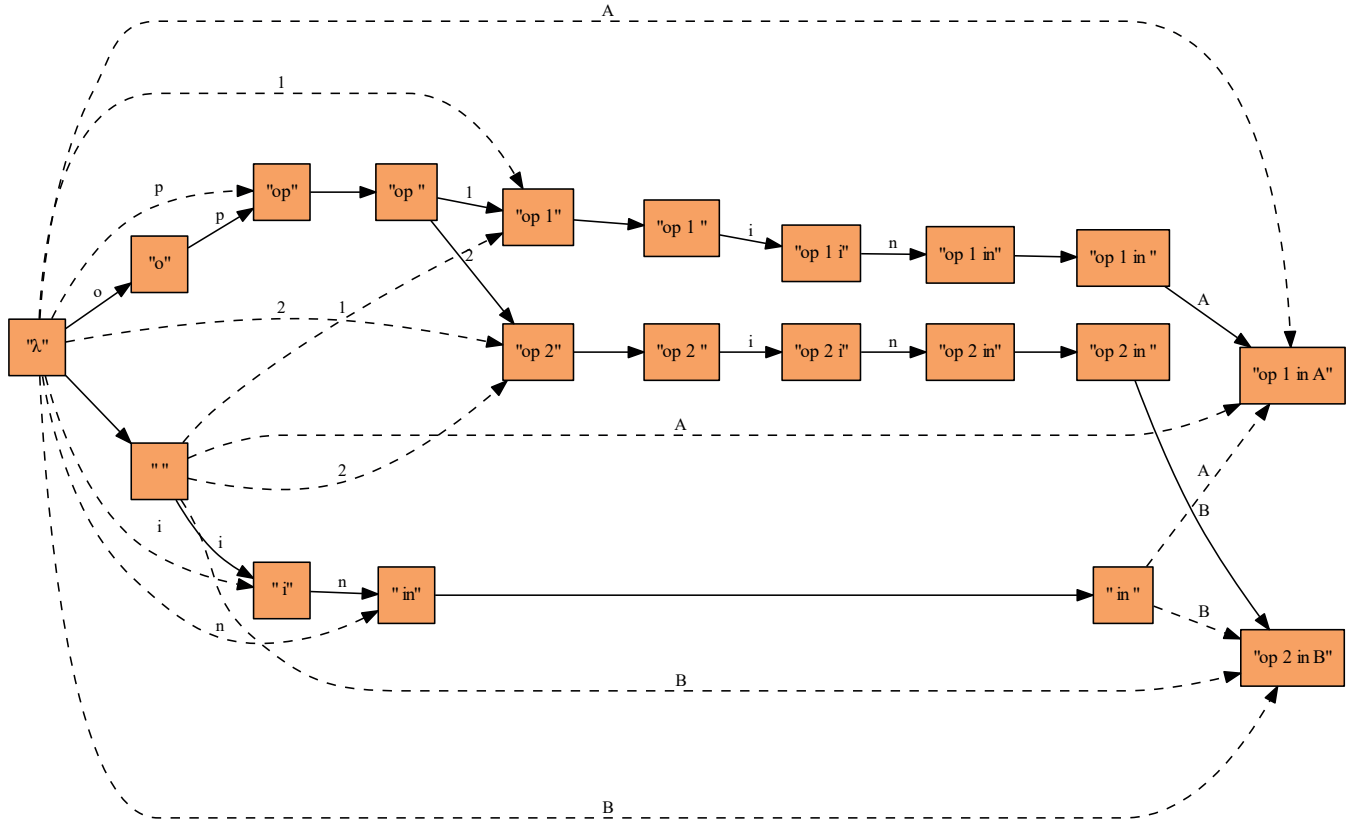 A
1
p
"op"
"op "
1
"op 1"
"op 1 "
i
"op 1 i"
n
"op 1 in"
"op 1 in "
p
"o"
o
2
A
2
1
"λ"
"op 2"
"op 2 "
i
"op 2 i"
n
"op 2 in"
"op 2 in "
"op 1 in A"
A
" "
2
A
B
i
i
" i"
n
" in"
" in "
n
B
"op 2 in B"
B
B